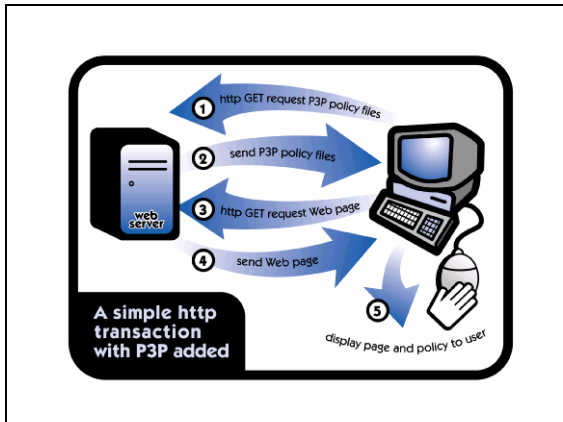 1 http GET request P3P policy files
2 send P3P policy files
3 http GET request Web page
4 send Web page
5
display page and policy to user
web
server
A simple http
transaction
with P3P added